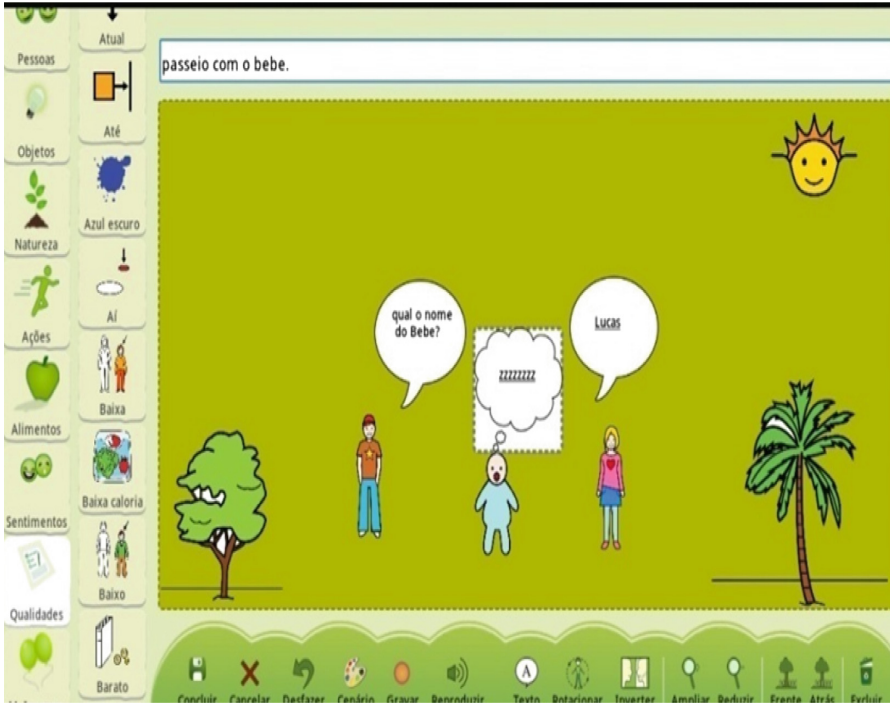 Pessoas
Objetos
Natureza
Ações
Alimentos
Sentimentos
Qualidades
Atual
Até
Azul escuro
Aí
Baixa
Baixa caloria
Baixo
Barato
passeio com o bebe.
qual o nome
do Bebe?
zzzzzzzz
Lucas
Concluir Cancelar Desfazer Cenário Gravar Reproduzir A Texto Rotacionar Inverter Ampliar Reduzir Frente Atrás Excluir